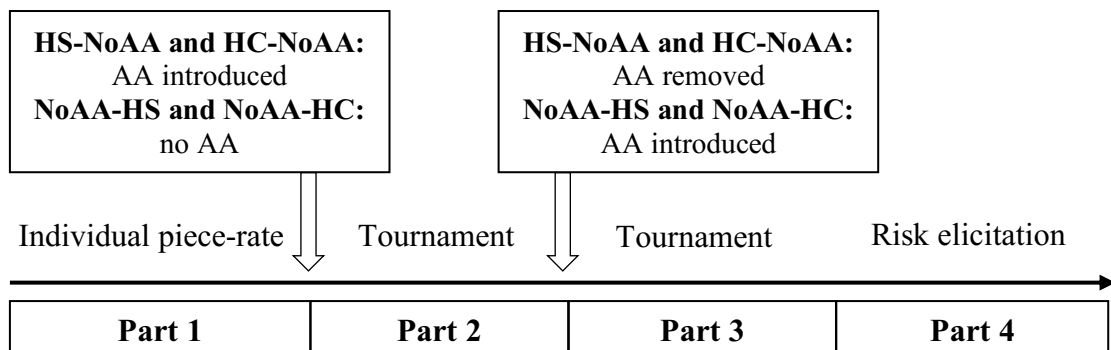 HS-NoAA and HC-NoAA:
AA introduced
NoAA-HS and NoAA-HC:
no AA
HS-NoAA and HC-NoAA:
AA removed
NoAA-HS and NoAA-HC:
AA introduced
Individual piece-rate
Tournament
Tournament
Risk elicitation
Part 1
Part 2
Part 3
Part 4